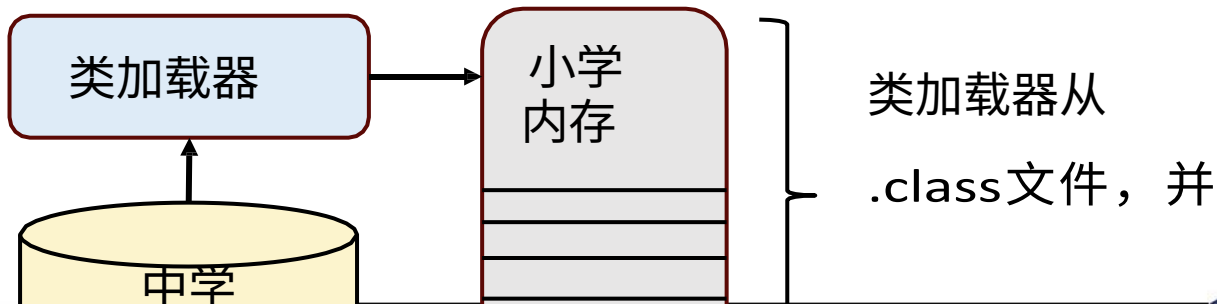 类加载器
小学
内存
类加载器从
.class文件，并
中学